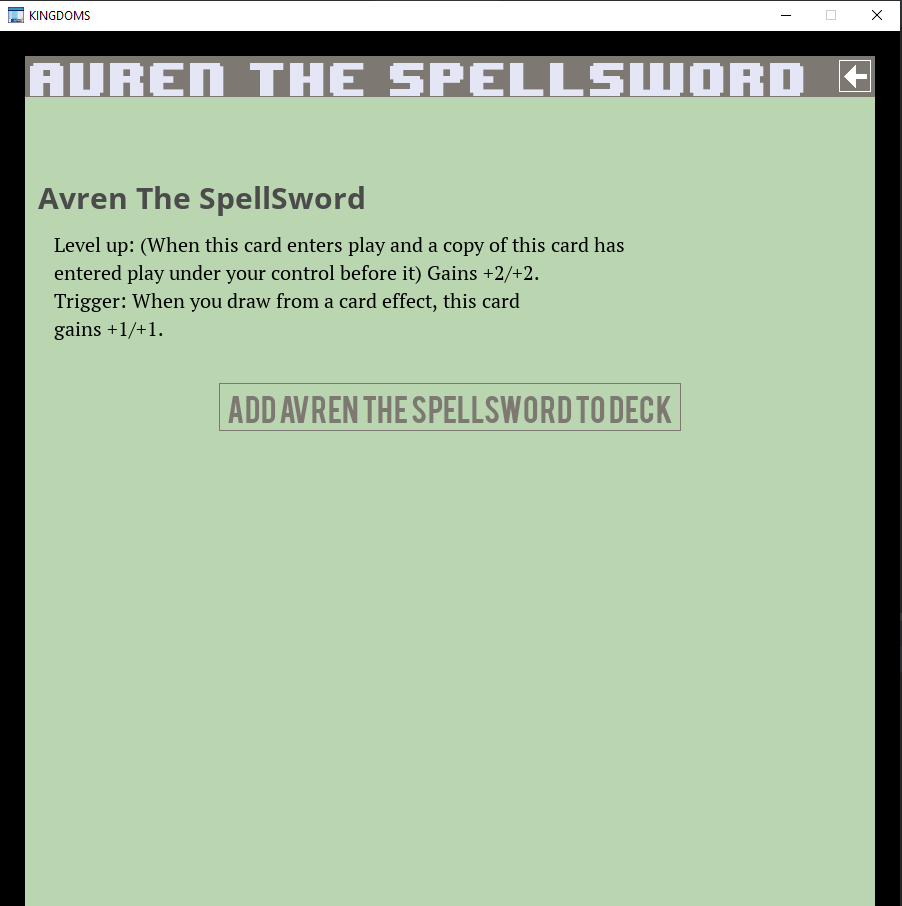 KINGDOMS
AVREN THE SPELLSWORD
Avren The SpellSword
Level up: (When this card enters play and a copy of this card has
entered play under your control before it) Gains +2/+2.
Trigger: When you draw from a card effect, this card
gains +1/+1.
ADD AVREN THE SPELLSWORD TO DECK